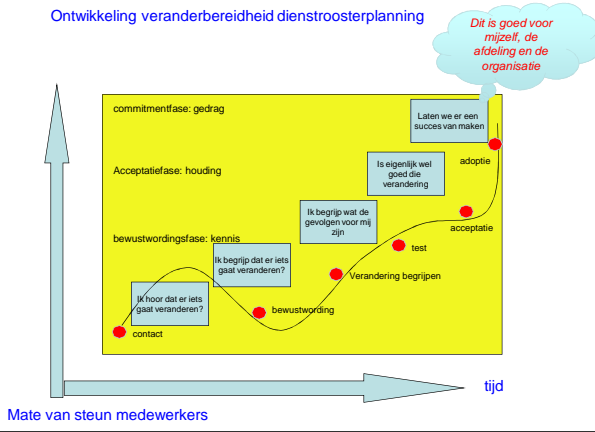 Ontwikkeling veranderbereidheid dienstroosterplanning
Dit is goed voor
mijzelf, de
afdeling en de
organisatie
commitmentfase: gedrag
Laten we er een
succes van maken
adoptie
Is eigenlijk wel
goed die
verandering
Acceptatiefase: houding
acceptatie
Ik begrijp wat de
gevolgen voor mij
zijn
test
bewustwordingsfase: kennis
Ik begrijp dat er iets
gaat veranderen?
Verandering begrijpen
Ik hoor dat er iets
gaat veranderen?
bewustwording
contact
tijd
Mate van steun medewerkers